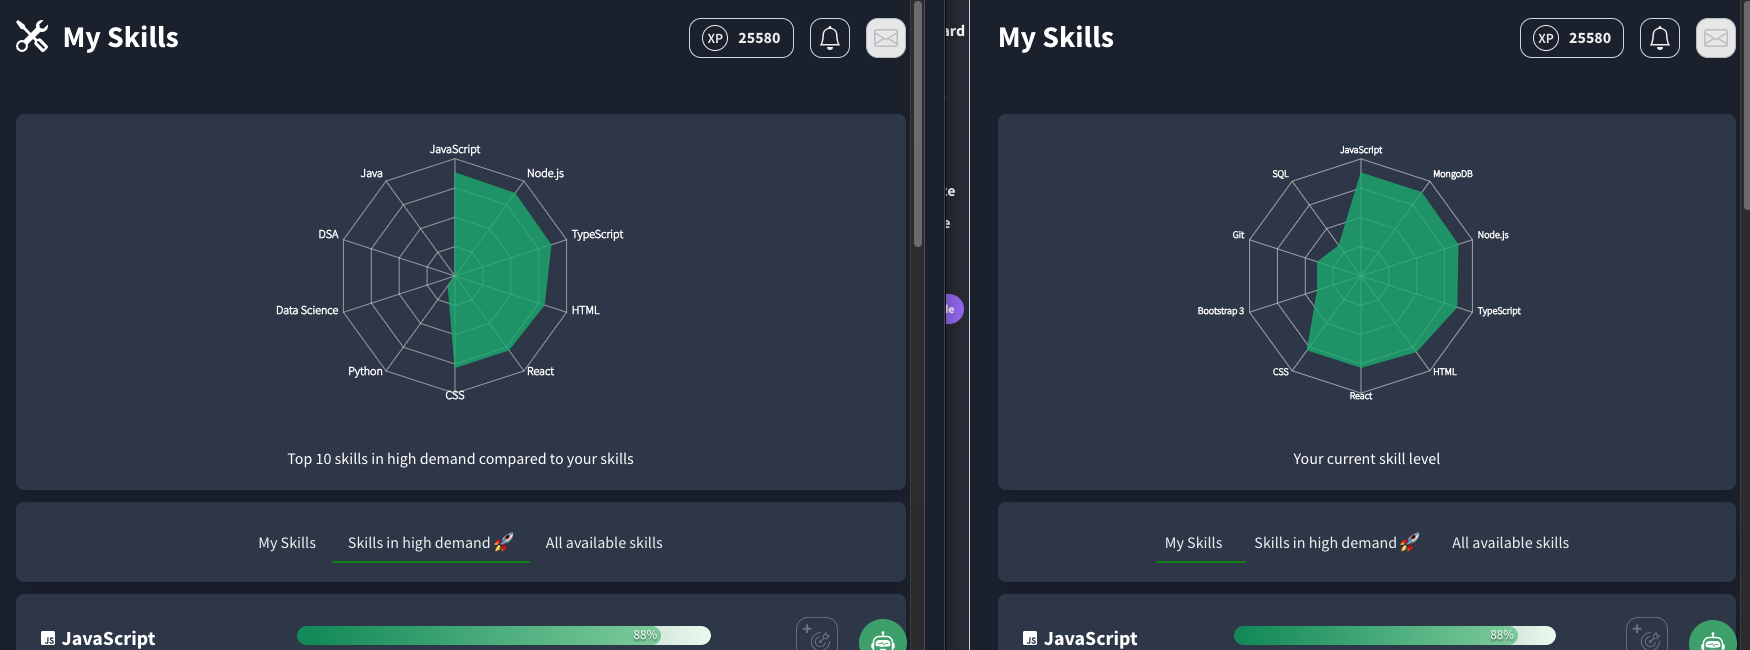 My Skills
XP 25580
JavaScript
Java
Node.js
DSA
TypeScript
Data Science
HTML
Python
React
CSS
Top 10 skills in high demand compared to your skills
My Skills
Skills in high demand 🚀
All available skills
JS JavaScript
88%
ard
te
e
le
My Skills
XP 25580
JavaScript
SQL
MongoDB
Git
Node.js
Bootstrap 3
TypeScript
CSS
HTML
React
Your current skill level
My Skills
Skills in high demand 🚀
All available skills
JS JavaScript
88%